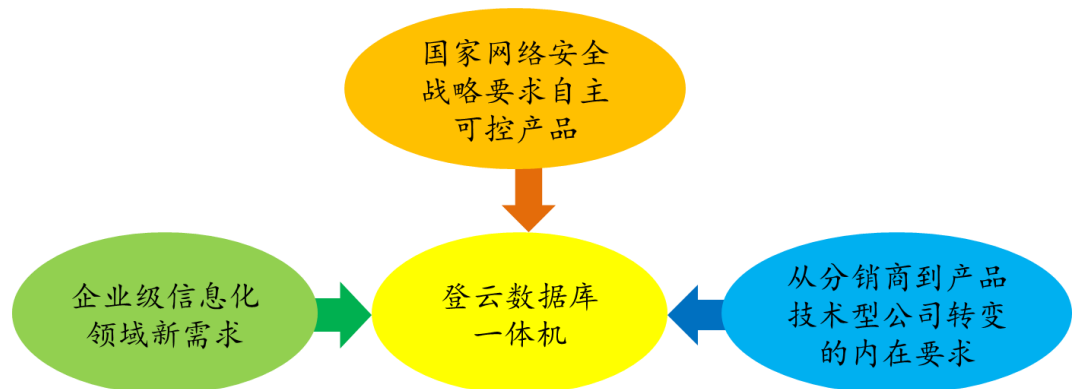 国家网络安全
战略要求自主
可控产品
企业级信息化
领域新需求
登云数据库
一体机
从分销商到产品
技术型公司转变
的内在要求